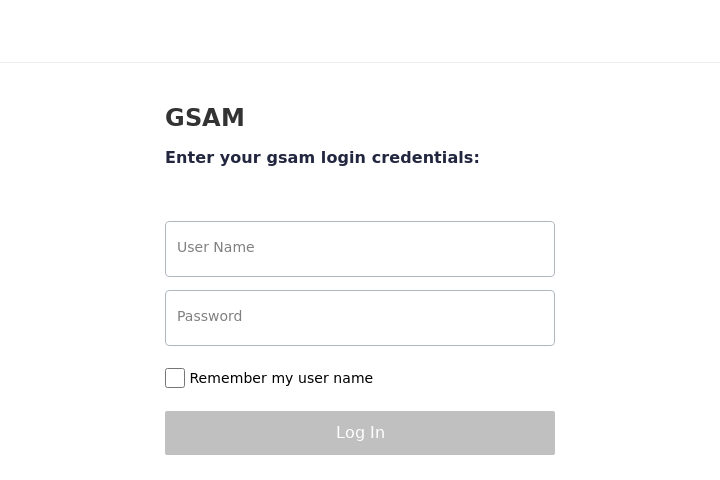 GSAM
Enter your gsam login credentials:
User Name
Password
Remember my user name
Log In